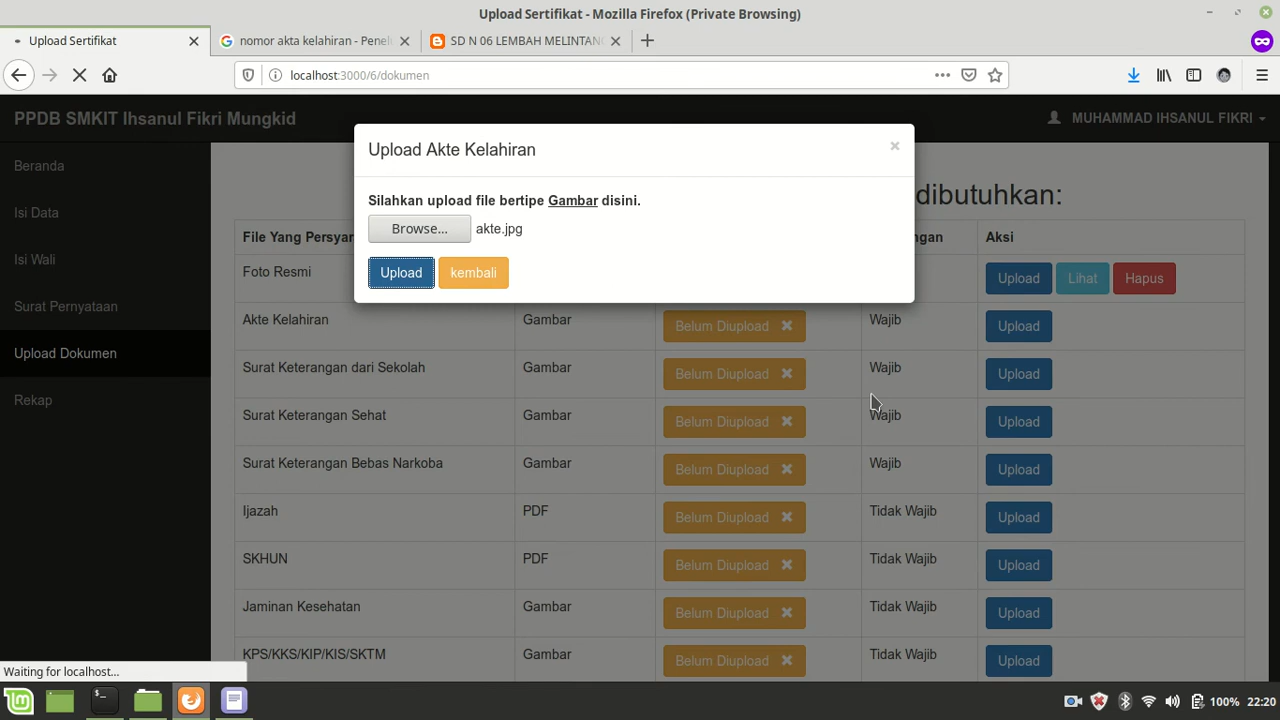 Upload Sertifikat - Mozilla Firefox (Private Browsing)
Upload Sertifikat
nomor akta kelahiran - Penel
SD N 06 LEMBAH MELINTANG
localhost:3000/6/dokumen
PPDB SMKIT Ihsanul Fikri Mungkid
MUHAMMAD IHSANUL FIKRI
Beranda
Isi Data
Isi Wali
Surat Pernyataan
Upload Dokumen
Rekap
Upload Akte Kelahiran
×
Silahkan upload file bertipe Gambar disini.
Browse... akte.jpg
Upload kembali
dibutuhkan:
File Yang Persyar ngan Aksi
Foto Resmi Upload Lihat Hapus
Akte Kelahiran Gambar Belum Diupload Wajib Upload
Surat Keterangan dari Sekolah Gambar Belum Diupload Wajib Upload
Surat Keterangan Sehat Gambar Belum Diupload Wajib Upload
Surat Keterangan Bebas Narkoba Gambar Belum Diupload Wajib Upload
Ijazah PDF Belum Diupload Tidak Wajib Upload
SKHUN PDF Belum Diupload Tidak Wajib Upload
Jaminan Kesehatan Gambar Belum Diupload Tidak Wajib Upload
KPS/KKS/KIP/KIS/SKTM Gambar Belum Diupload Tidak Wajib Upload
Waiting for localhost...
100% 22:20